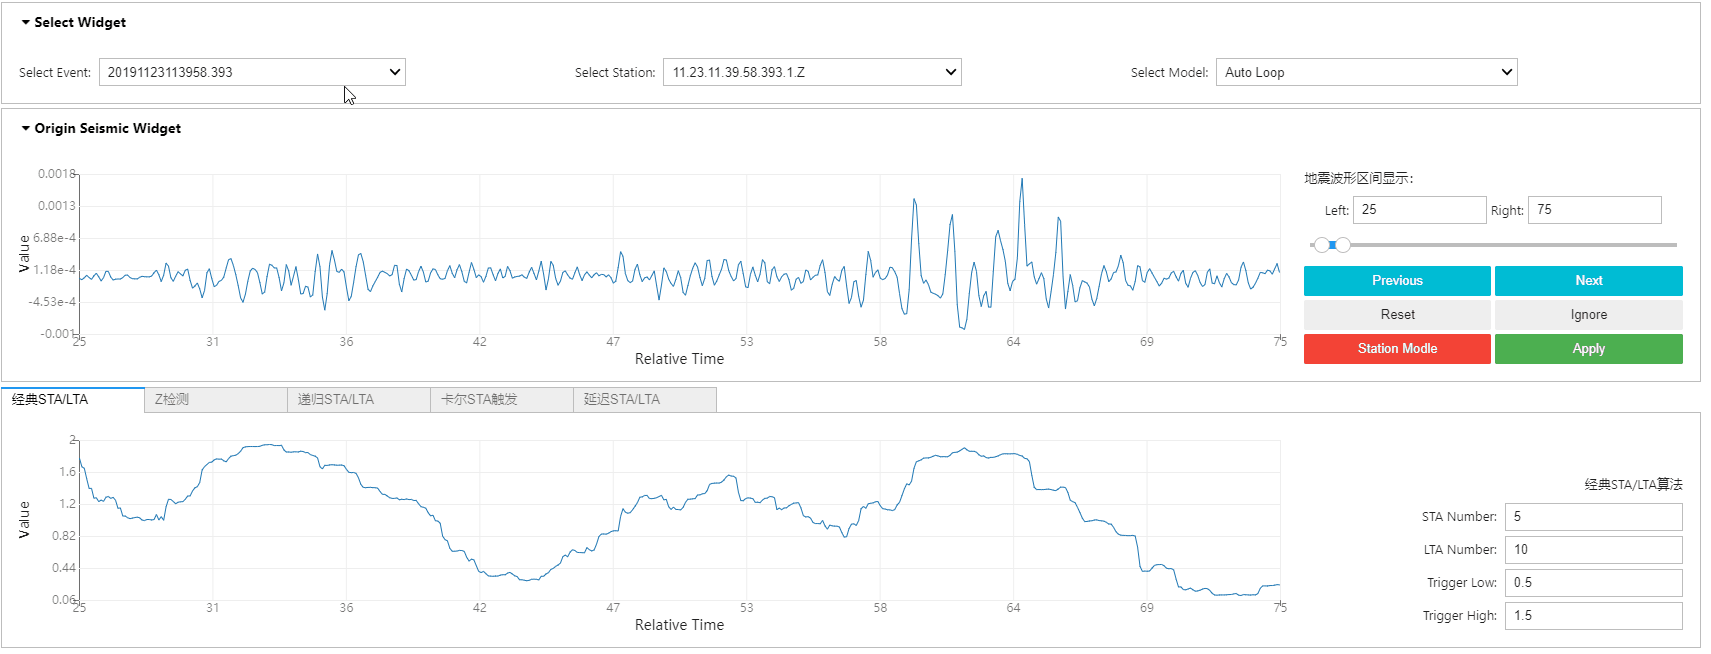 Select Widget
Select Event: 20191123113958.393 Select Station: 11.23.11.39.58.393.1.Z Select Model: Auto Loop
Origin Seismic Widget
0.0018
0.0013
6.88e-4
1.18e-4
-4.53e-4
-0.001
Value
25 31 36 42 47 53 58 64 69 75
Relative Time
地震波形区间显示：
Left: 25 Right: 75
Previous Next
Reset Ignore
Station Modle Apply
经典STA/LTA Z检测 递归STA/LTA 卡尔STA触发 延迟STA/LTA
2
1.6
1.2
0.82
0.44
0.06
Value
25 31 36 42 47 53 58 64 69 75
Relative Time
经典STA/LTA算法
STA Number: 5
LTA Number: 10
Trigger Low: 0.5
Trigger High: 1.5